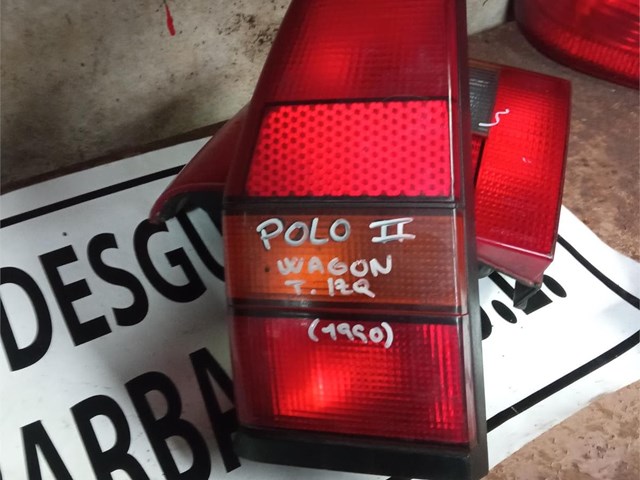 POLO II
WAGON
T. IZQ
(1990)
DESGU
ARBA